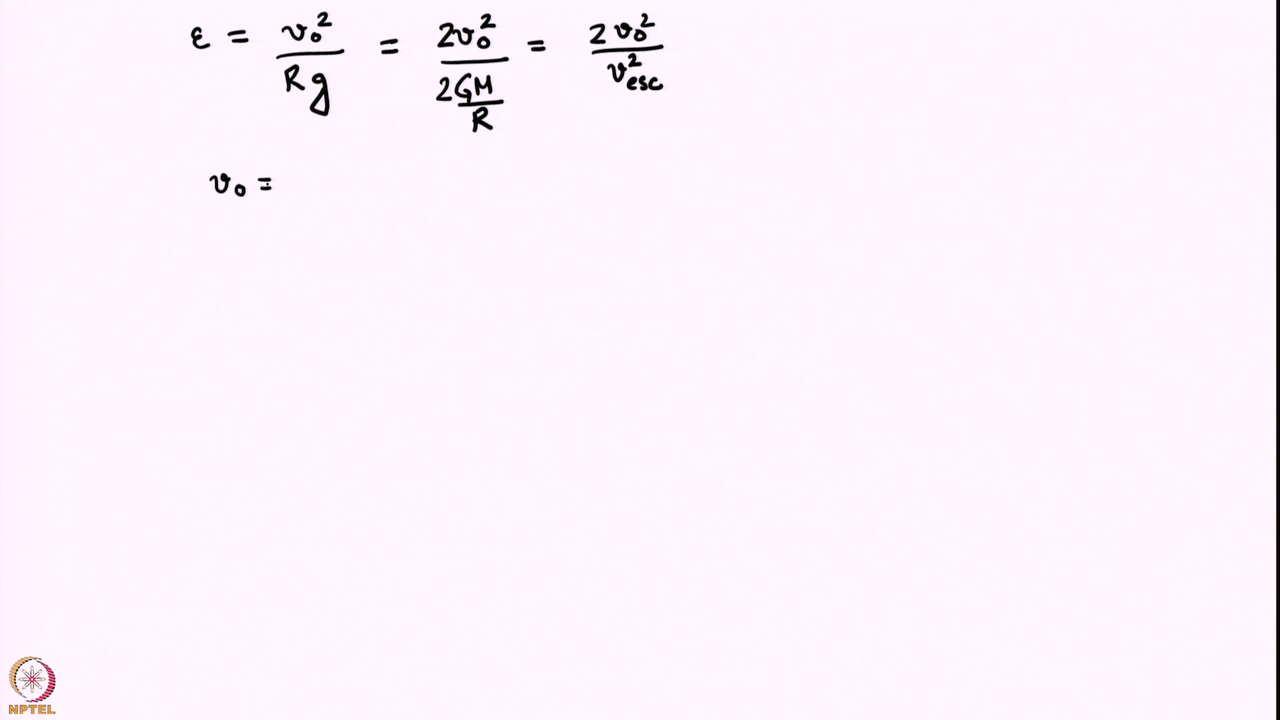 ε = v₀² / Rg = 2v₀² / 2GM/R = 2v₀² / v²esc
v₀ =
NPTEL